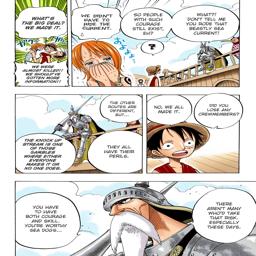 WHAT?!
DON'T TELL ME
YOU RODE THAT
BEASTLY SEA
CURRENT!
SO PEOPLE
WITH SUCH
COURAGE
STILL EXIST,
EH?
?
WE DIDN'T
HAVE TO
RIDE THE
CURRENT.
WHAT'S
THE BIG DEAL?
WE MADE IT.
WE WERE
ALMOST KILLED!!
WE SHOULD'VE
GOTTEN MORE
INFORMATION!!
DID YOU
LOSE ANY
CREWMEMBERS?
NO, WE ALL
MADE IT.
THE OTHER
ROUTES ARE
DIFFERENT,
BUT...
THEY ALL
HAVE THEIR
PERILS.
THE KNOCK UP
STREAM IS ONE
OF THOSE
GAMBLES
WHERE EITHER
EVERYONE
MAKES IT OR
NO ONE DOES.
THERE
AREN'T MANY
WHO'D TAKE
THAT RISK,
ESPECIALLY
THESE DAYS.
YOU HAVE
BOTH COURAGE
AND SKILL.
YOU'RE WORTHY
SEA DOGS...